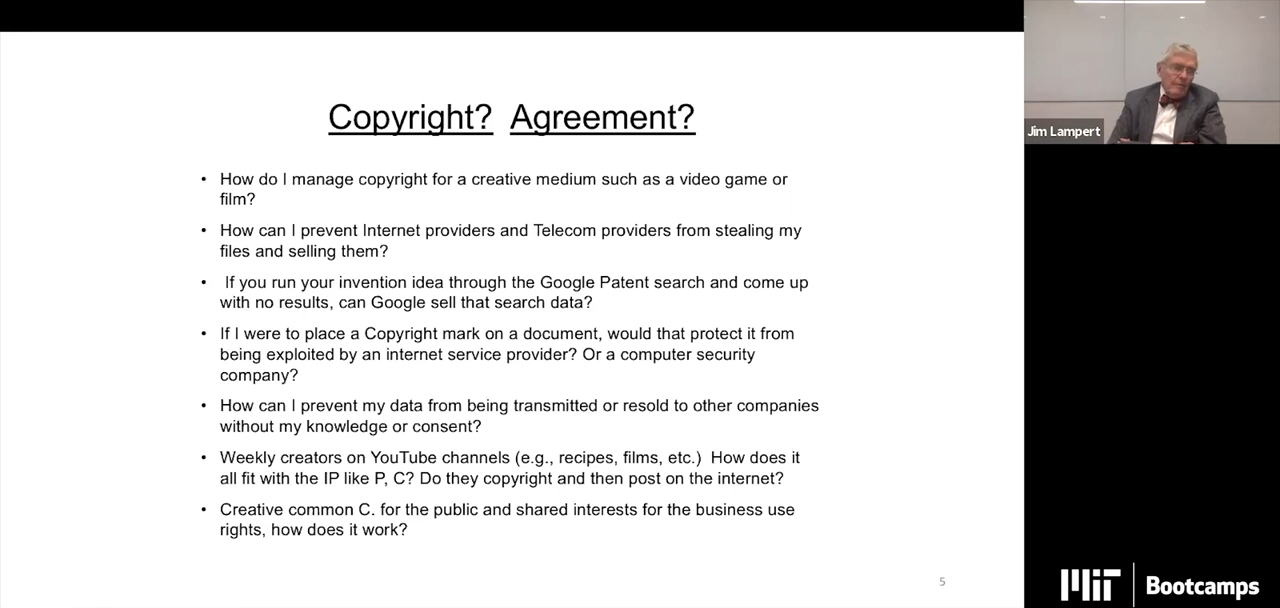 Copyright? Agreement?
• How do I manage copyright for a creative medium such as a video game or
film?
• How can I prevent Internet providers and Telecom providers from stealing my
files and selling them?
• If you run your invention idea through the Google Patent search and come up
with no results, can Google sell that search data?
• If I were to place a Copyright mark on a document, would that protect it from
being exploited by an internet service provider? Or a computer security
company?
• How can I prevent my data from being transmitted or resold to other companies
without my knowledge or consent?
• Weekly creators on YouTube channels (e.g., recipes, films, etc.) How does it
all fit with the IP like P, C? Do they copyright and then post on the internet?
• Creative common C. for the public and shared interests for the business use
rights, how does it work?
5
Jim Lampert
MIT Bootcamps